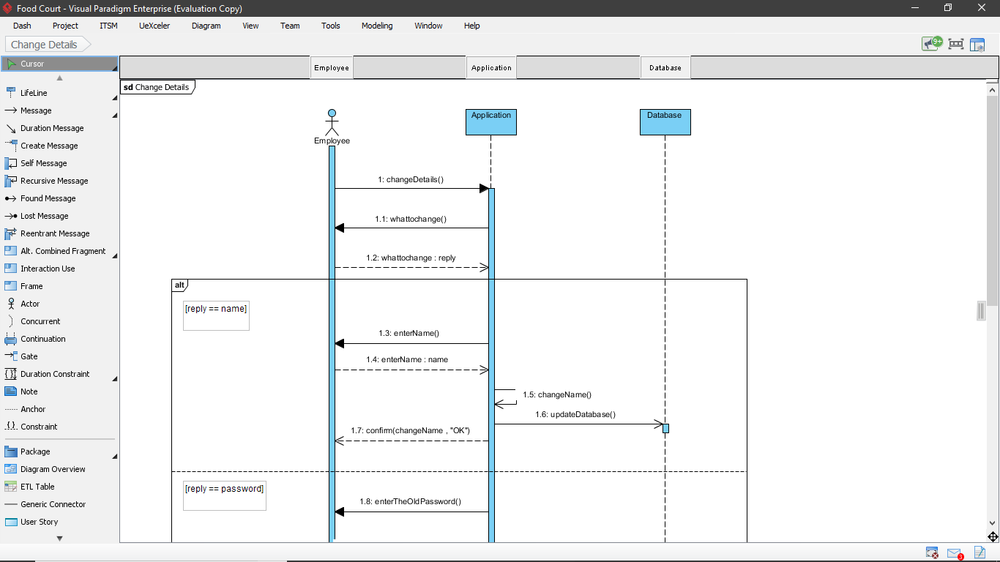 Food Court - Visual Paradigm Enterprise (Evaluation Copy)
Dash Project ITSM UeXceler Diagram View Team Tools Modeling Window Help
Change Details
9+
Cursor
LifeLine
Message
Duration Message
Create Message
Self Message
Recursive Message
Found Message
Lost Message
Reentrant Message
Alt. Combined Fragment
Interaction Use
Frame
Actor
Concurrent
Continuation
Gate
Duration Constraint
Note
Anchor
Constraint
Package
Diagram Overview
ETL Table
Generic Connector
User Story
Employee Application Database
sd Change Details
Employee
Application
Database
1: changeDetails()
1.1: whattochange()
1.2: whattochange : reply
alt
[reply == name]
1.3: enterName()
1.4: enterName : name
1.5: changeName()
1.6: updateDatabase()
1.7: confirm(changeName , "OK")
[reply == password]
1.8: enterTheOldPassword()
3